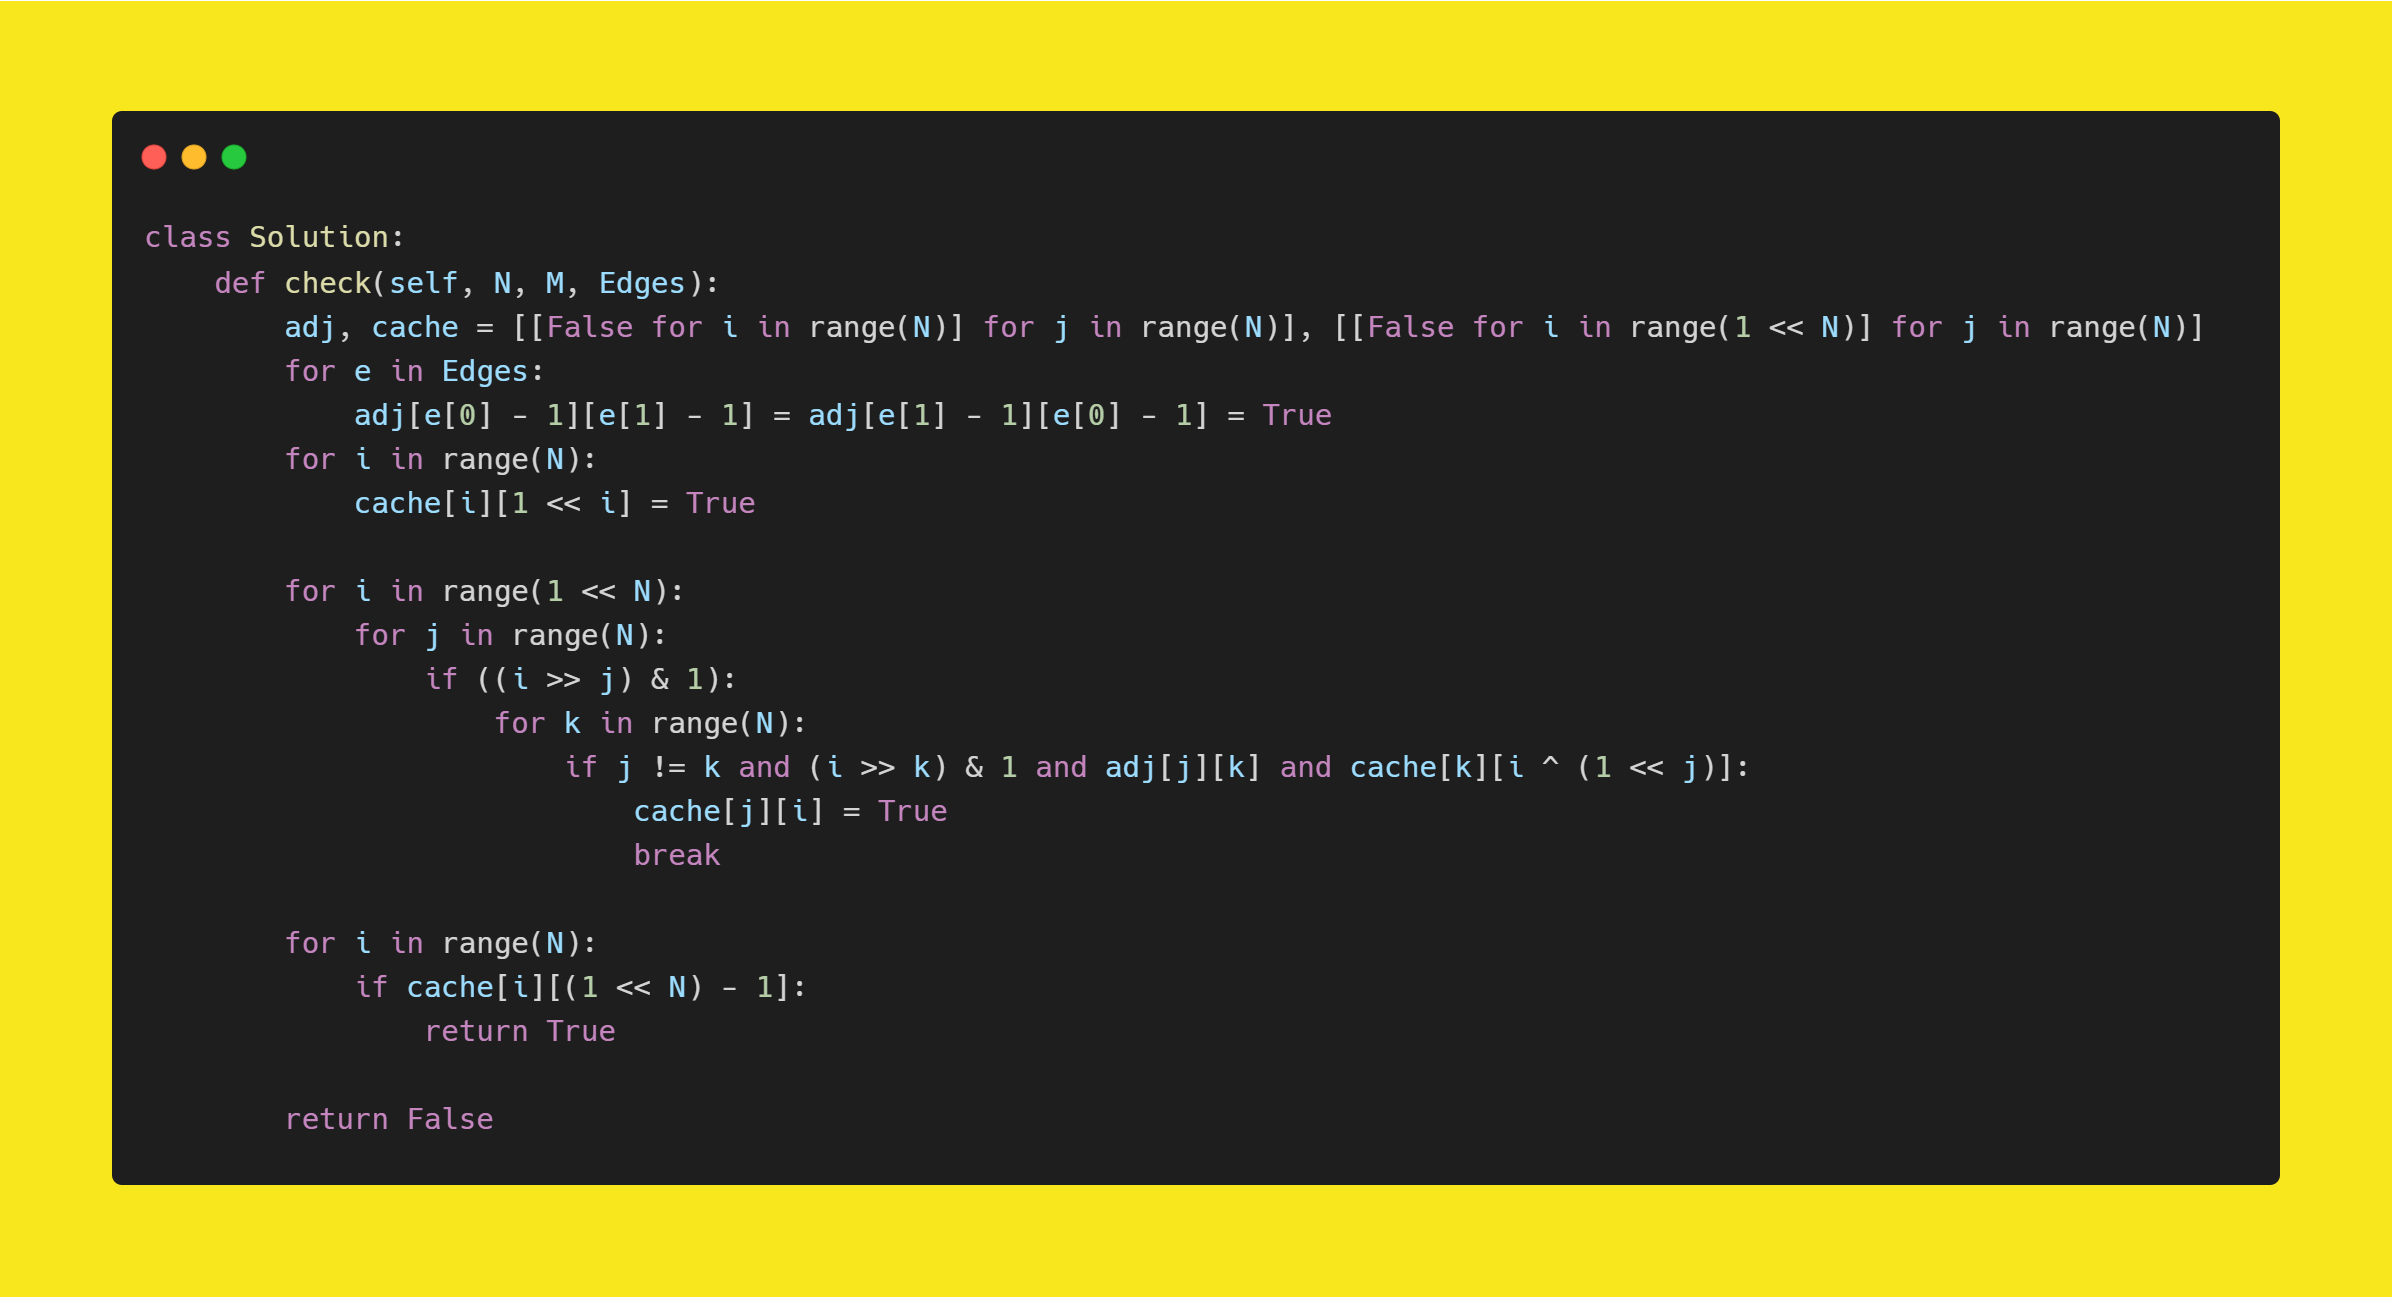 class Solution:
    def check(self, N, M, Edges):
        adj, cache = [[False for i in range(N)] for j in range(N)], [[False for i in range(1 << N)] for j in range(N)]
        for e in Edges:
            adj[e[0] - 1][e[1] - 1] = adj[e[1] - 1][e[0] - 1] = True
        for i in range(N):
            cache[i][1 << i] = True

        for i in range(1 << N):
            for j in range(N):
                if ((i >> j) & 1):
                    for k in range(N):
                        if j != k and (i >> k) & 1 and adj[j][k] and cache[k][i ^ (1 << j)]:
                            cache[j][i] = True
                            break

        for i in range(N):
            if cache[i][(1 << N) - 1]:
                return True

        return False